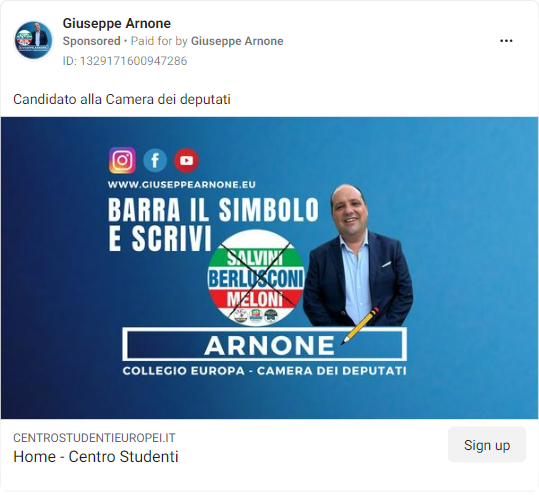 Giuseppe Arnone
Sponsored • Paid for by Giuseppe Arnone
ID: 1329171600947286
Candidato alla Camera dei deputati
WWW.GIUSEPPEARNONE.EU
BARRA IL SIMBOLO
E SCRIVI
SALVINI
BERLUSCONI
MELONI
ARNONE
COLLEGIO EUROPA - CAMERA DEI DEPUTATI
CENTROSTUDENTIEUROPEI.IT
Home - Centro Studenti
Sign up